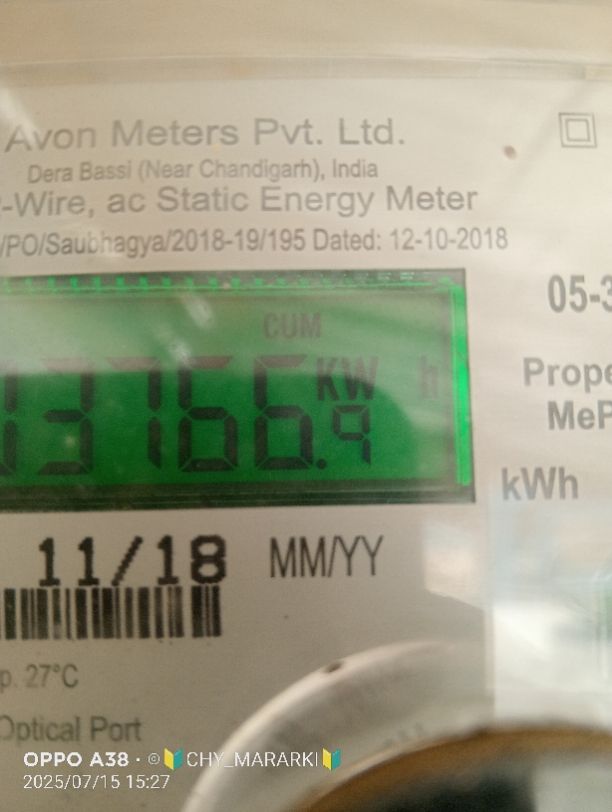 Avon Meters Pvt. Ltd.
Dera Bassi (Near Chandigarh), India
-Wire, ac Static Energy Meter
/PO/Saubhagya/2018-19/195 Dated: 12-10-2018
05-3
CUM
3766.9 KW h
Prope
MeP
kWh
11/18 MM/YY
p. 27°C
Optical Port
OPPO A38 · ©🔰CHY_MARARKI🔰
2025/07/15 15:27